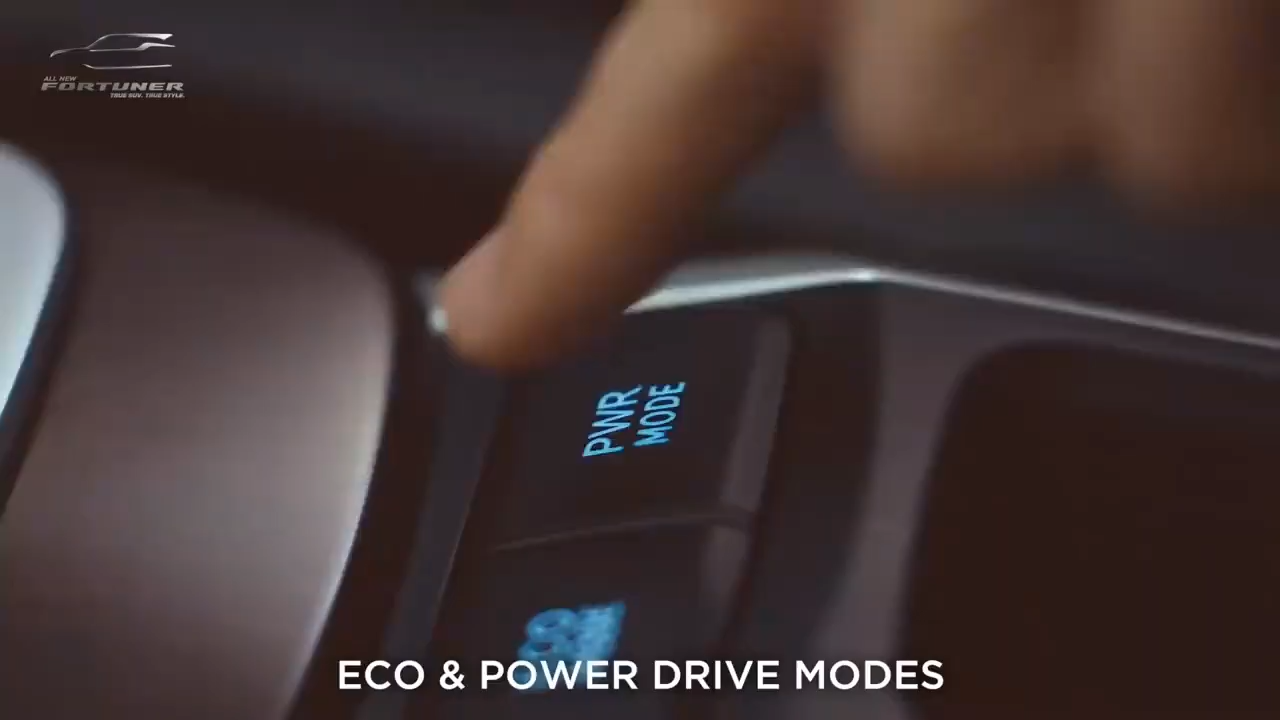 ALL NEW
FORTUNER
TRUE SUV. TRUE STYLE.
PWR
MODE
ECO & POWER DRIVE MODES